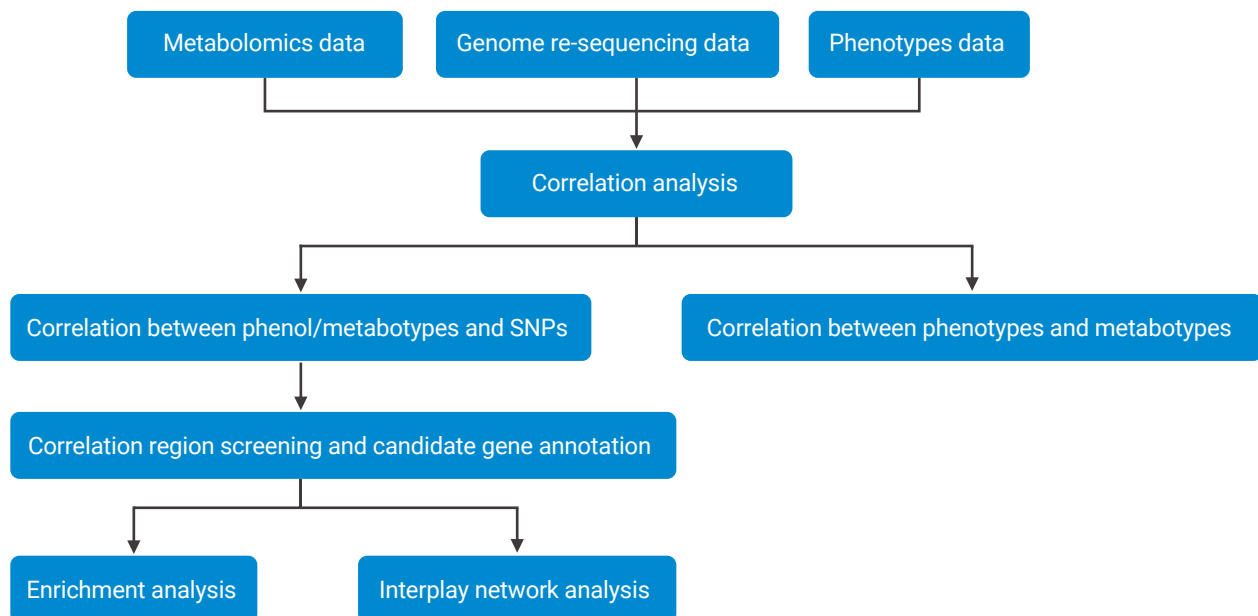 Metabolomics data
Genome re-sequencing data
Phenotypes data
Correlation analysis
Correlation between phenol/metabotypes and SNPs
Correlation between phenotypes and metabotypes
Correlation region screening and candidate gene annotation
Enrichment analysis
Interplay network analysis